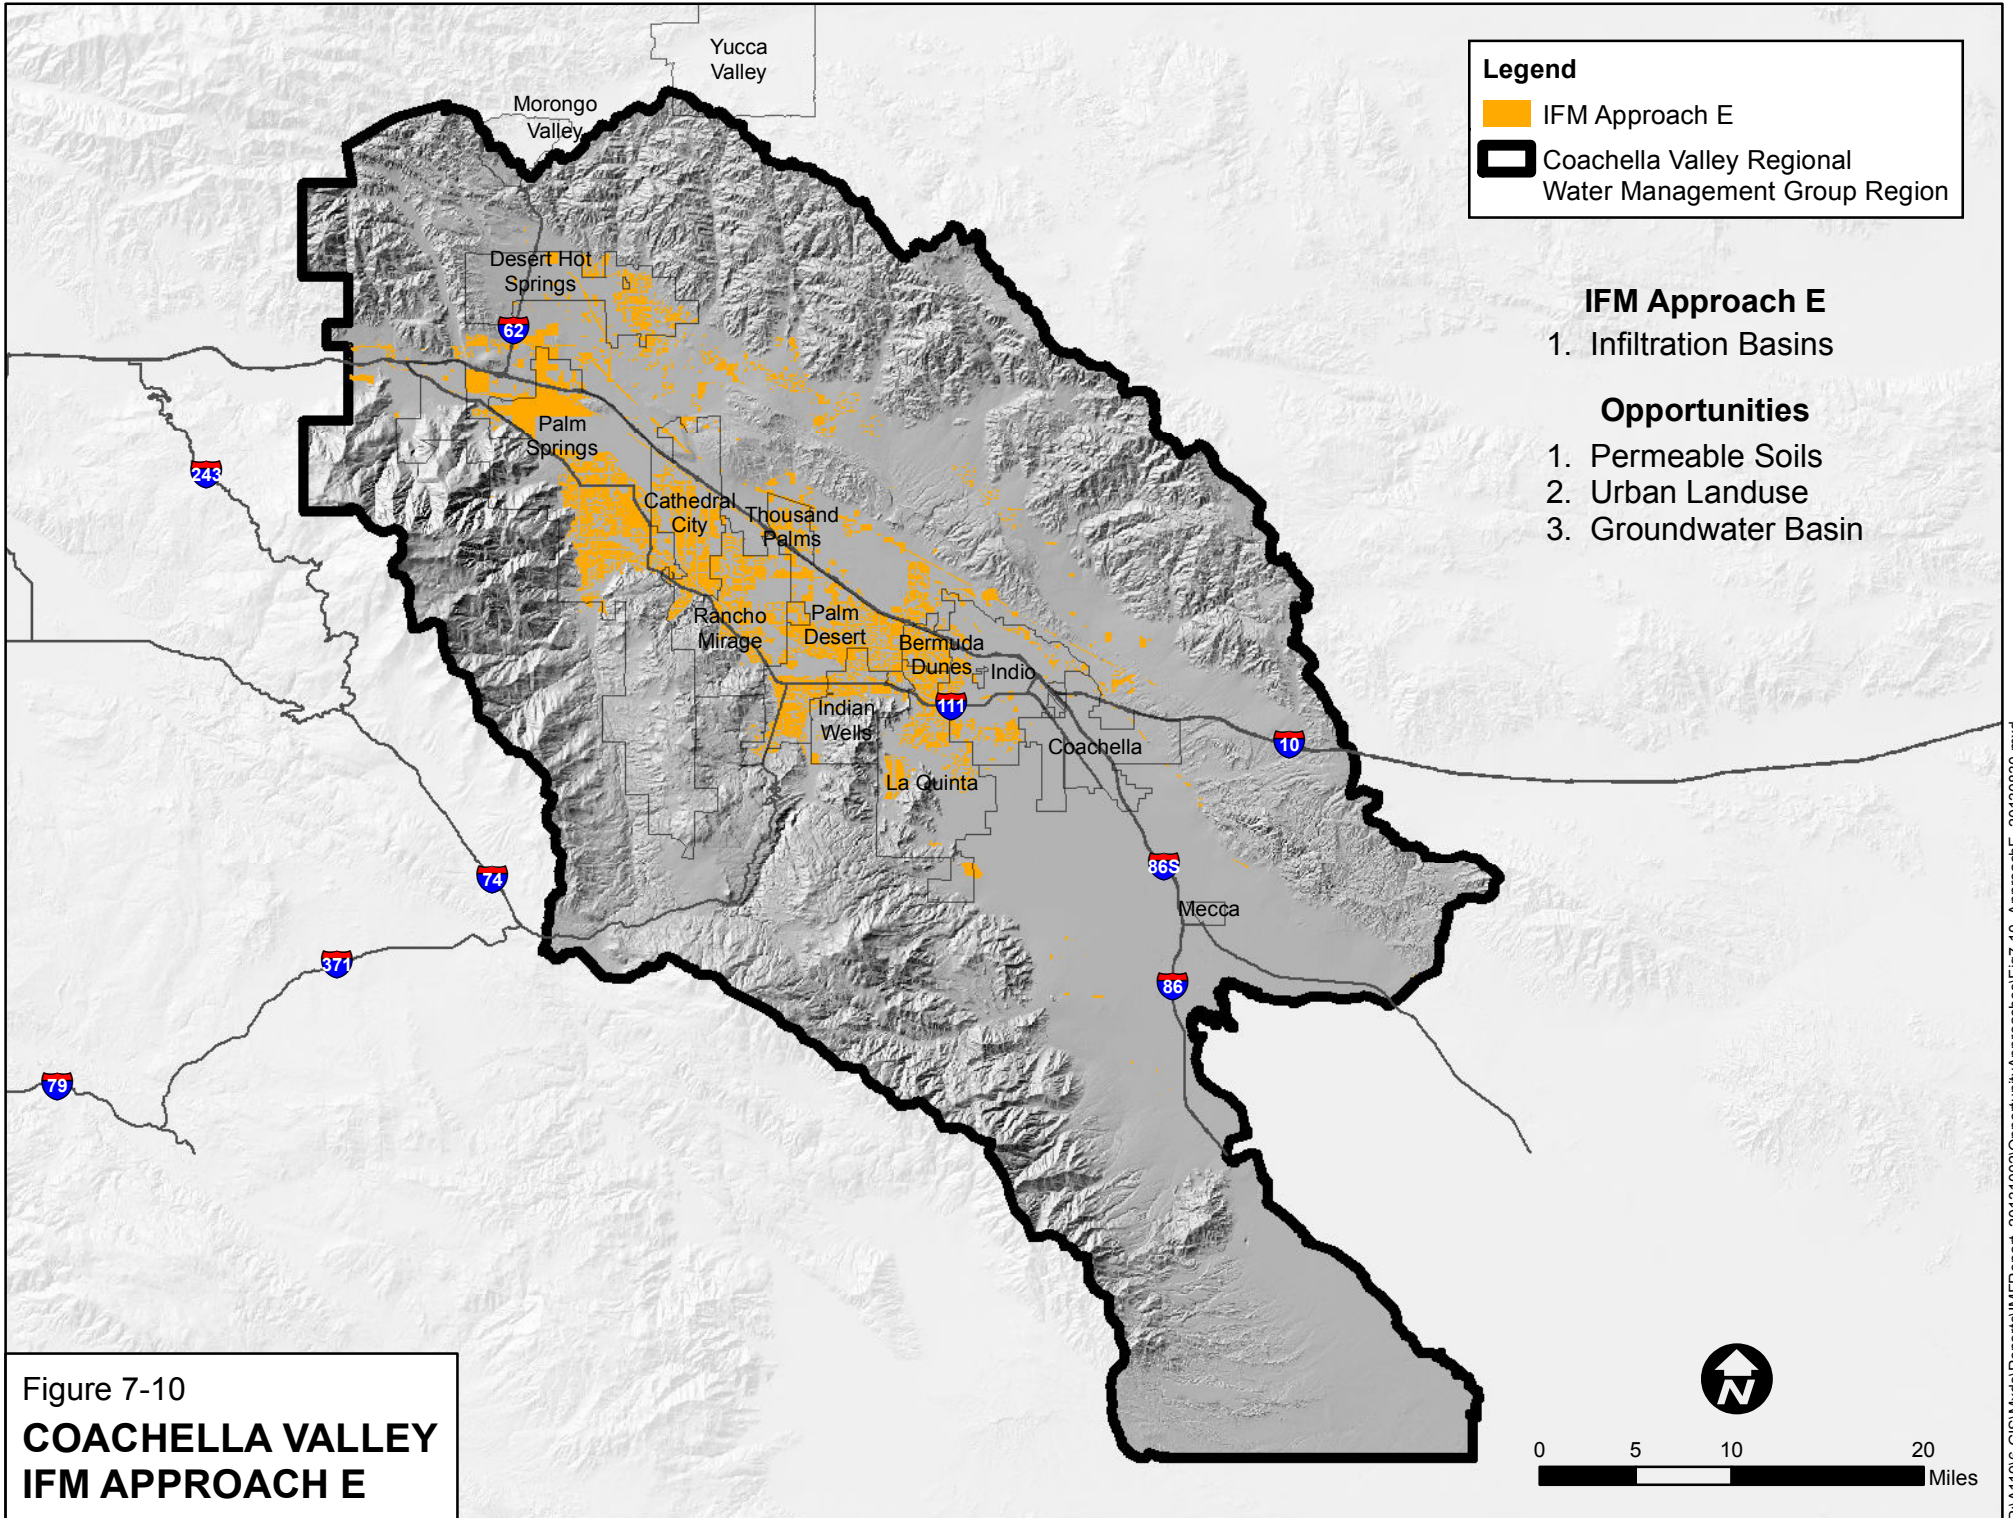 Yucca
Valley
Morongo
Valley
Legend
IFM Approach E
Coachella Valley Regional
Water Management Group Region
Desert Hot
Springs
IFM Approach E
1. Infiltration Basins
62
Opportunities
1. Permeable Soils
2. Urban Landuse
3. Groundwater Basin
Palm
Springs
243
Cathedral
City
Thousand
Palms
Rancho
Mirage
Palm
Desert
Bermuda
Dunes
Indio
111
Indian
Wells
Coachella
10
La Quinta
86S
74
Mecca
371
86
79
N
Figure 7-10
COACHELLA VALLEY
IFM APPROACH E
0 5 10 20
Miles